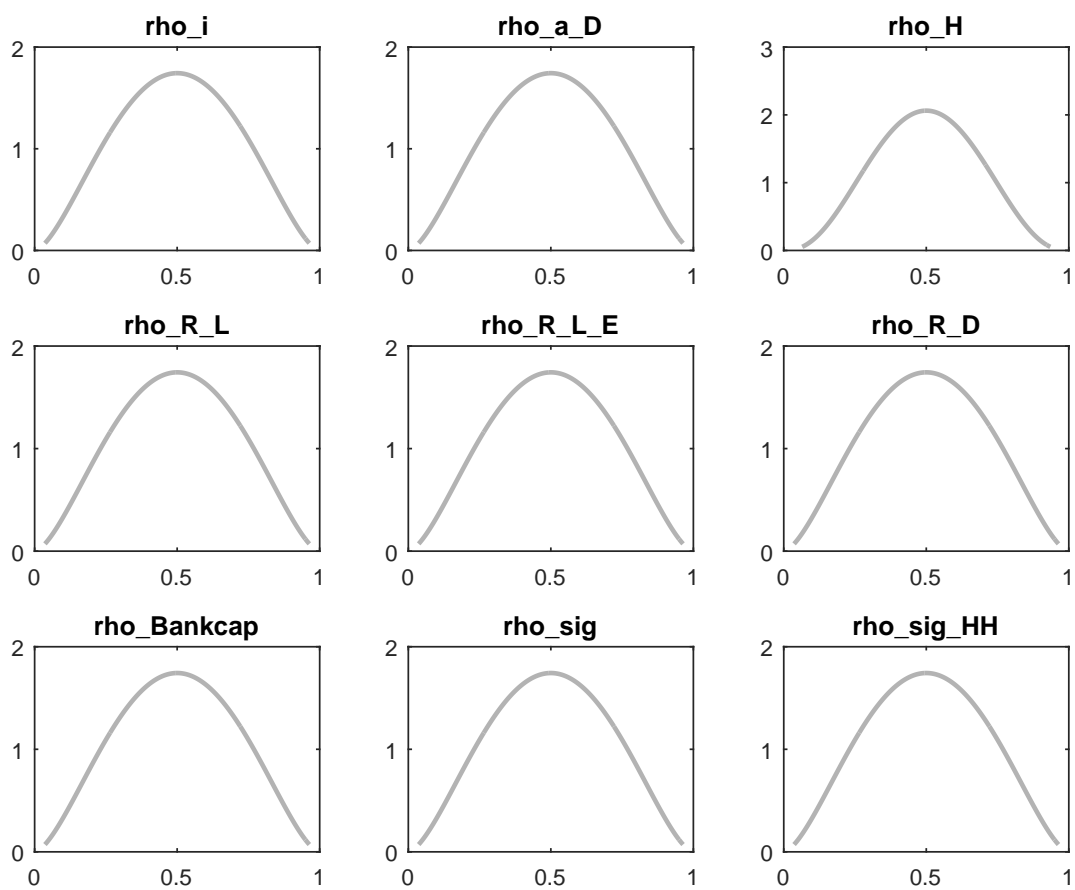 rho_i rho_a_D rho_H
2 2 3
2
1 1
1
0 0 0
0 0.5 1 0 0.5 1 0 0.5 1
rho_R_L rho_R_L_E rho_R_D
2 2 2
1 1 1
0 0 0
0 0.5 1 0 0.5 1 0 0.5 1
rho_Bankcap rho_sig rho_sig_HH
2 2 2
1 1 1
0 0 0
0 0.5 1 0 0.5 1 0 0.5 1